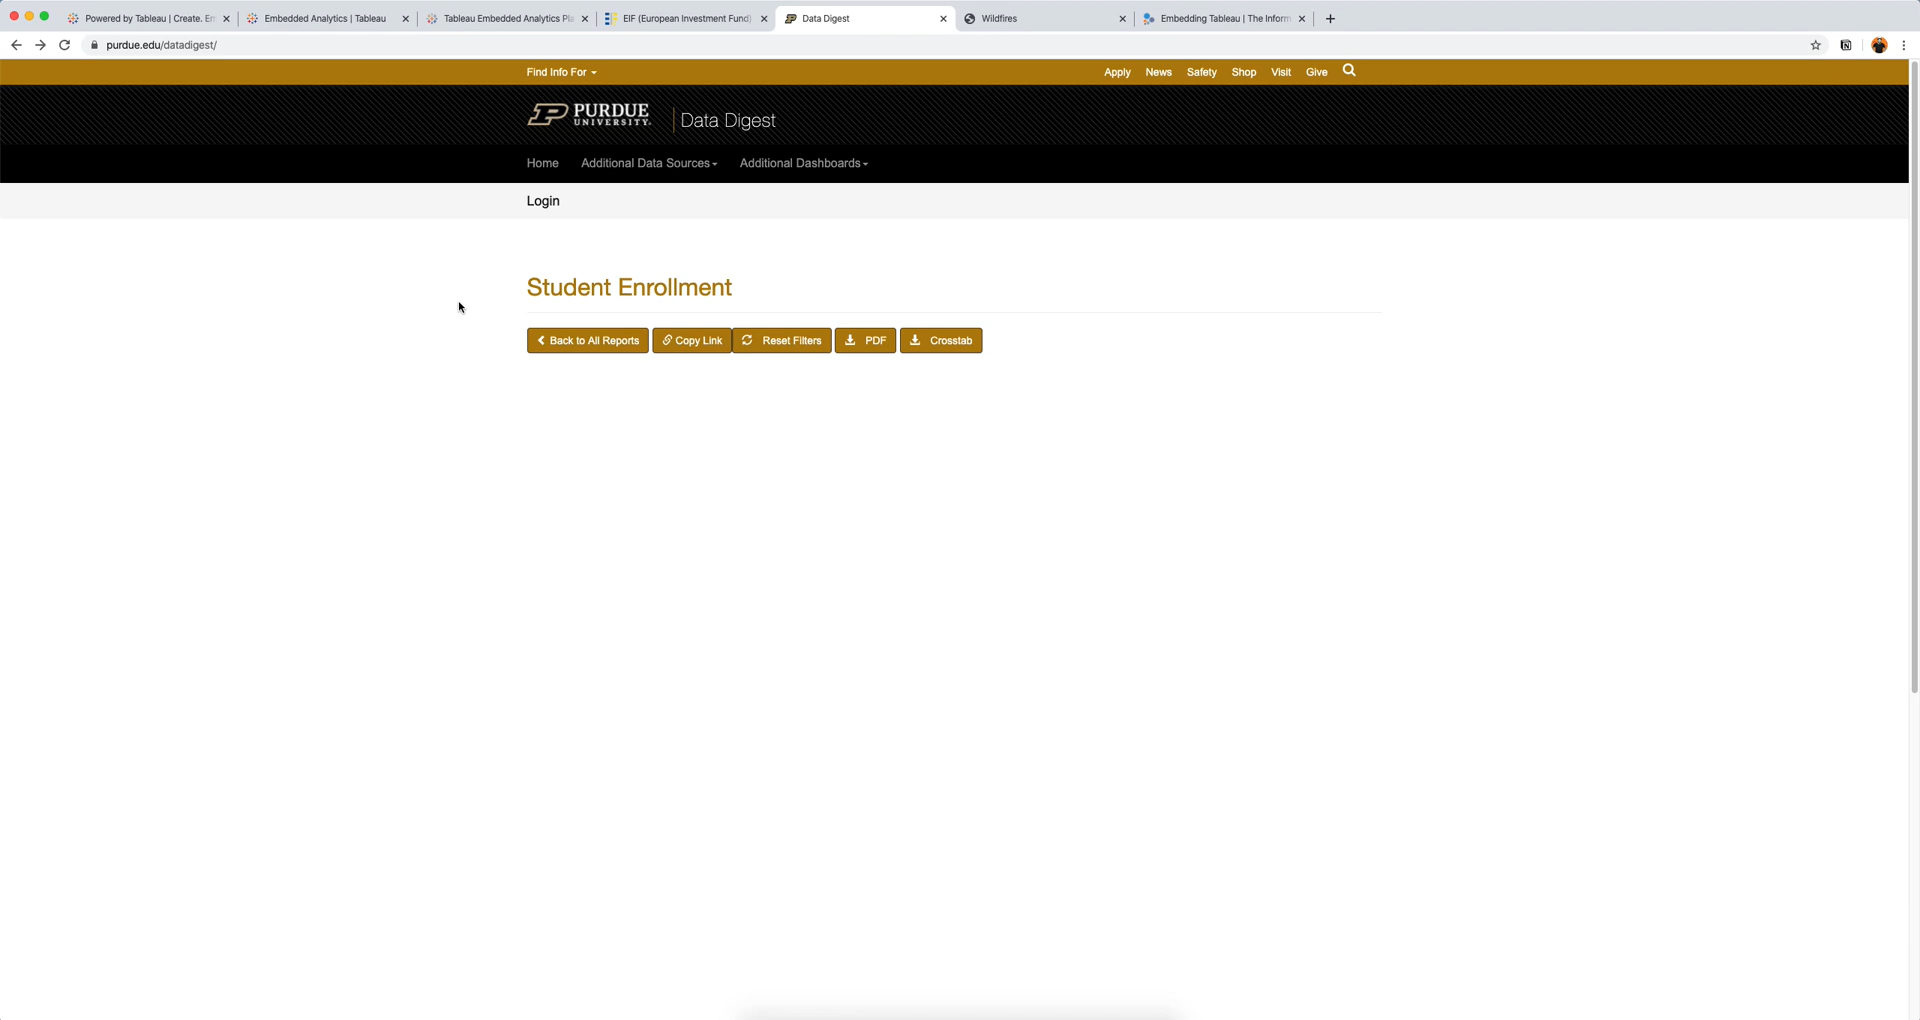 Powered by Tableau | Create. Em
Embedded Analytics | Tableau
Tableau Embedded Analytics Pla
EIF (European Investment Fund)
Data Digest
Wildfires
Embedding Tableau | The Inform
purdue.edu/datadigest/
Find Info For
Apply News Safety Shop Visit Give
PURDUE UNIVERSITY.
Data Digest
Home Additional Data Sources Additional Dashboards
Login
Student Enrollment
Back to All Reports Copy Link Reset Filters PDF Crosstab